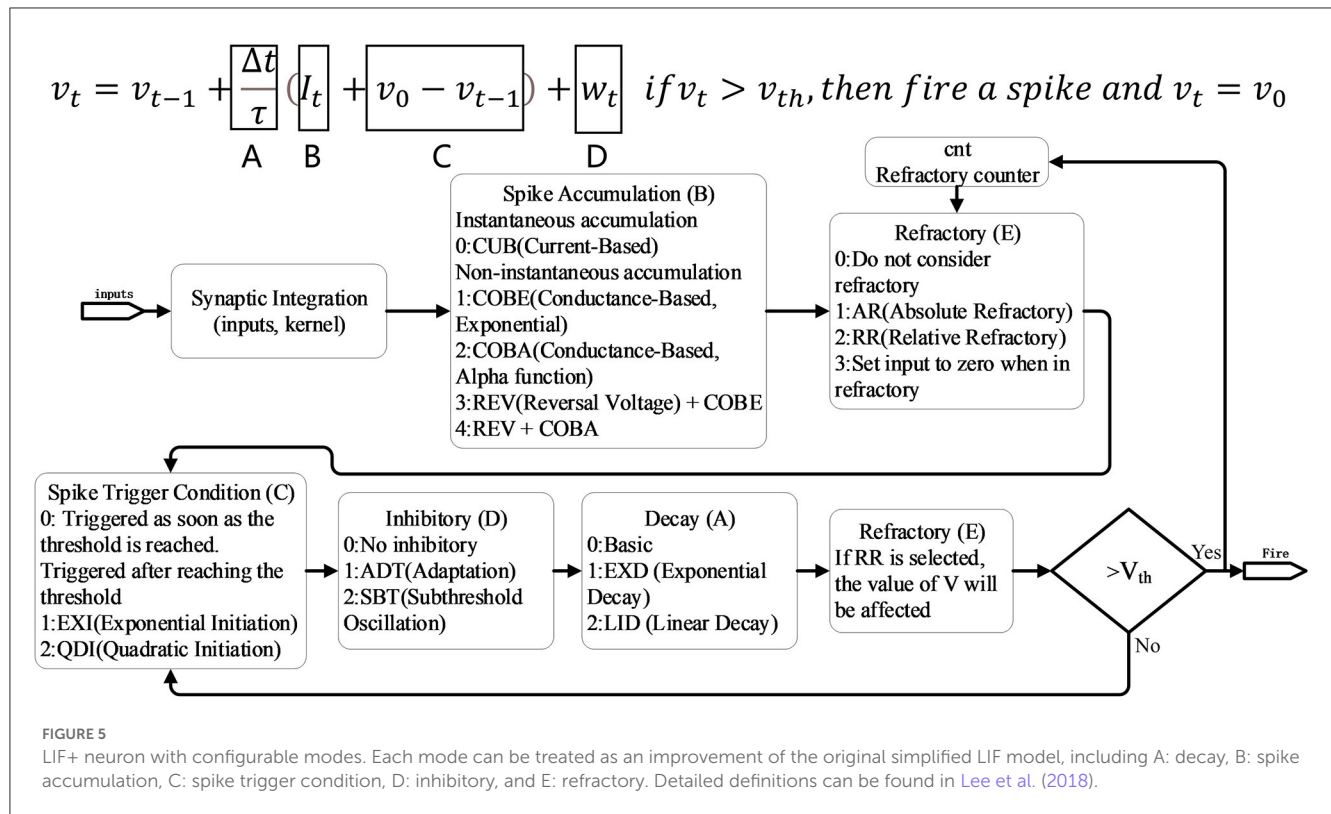 v_t = v_{t-1} + Δt/τ (I_t + v_0 − v_{t-1}) + w_t if v_t > v_{th}, then fire a spike and v_t = v_0
A B C D
cnt
Refractory counter
inputs
Synaptic Integration
(inputs, kernel)
Spike Accumulation (B)
Instantaneous accumulation
0:CUB(Current-Based)
Non-instantaneous accumulation
1:COBE(Conductance-Based,
Exponential)
2:COBA(Conductance-Based,
Alpha function)
3:REV(Reversal Voltage) + COBE
4:REV + COBA
Refractory (E)
0:Do not consider
refractory
1:AR(Absolute Refractory)
2:RR(Relative Refractory)
3:Set input to zero when in
refractory
Spike Trigger Condition (C)
0: Triggered as soon as the
threshold is reached.
Triggered after reaching the
threshold
1:EXI(Exponential Initiation)
2:QDI(Quadratic Initiation)
Inhibitory (D)
0:No inhibitory
1:ADT(Adaptation)
2:SBT(Subthreshold
Oscillation)
Decay (A)
0:Basic
1:EXD (Exponential
Decay)
2:LID (Linear Decay)
Refractory (E)
If RR is selected,
the value of V will
be affected
>V_{th}
Yes
Fire
No
FIGURE 5
LIF+ neuron with configurable modes. Each mode can be treated as an improvement of the original simplified LIF model, including A: decay, B: spike
accumulation, C: spike trigger condition, D: inhibitory, and E: refractory. Detailed definitions can be found in Lee et al. (2018).